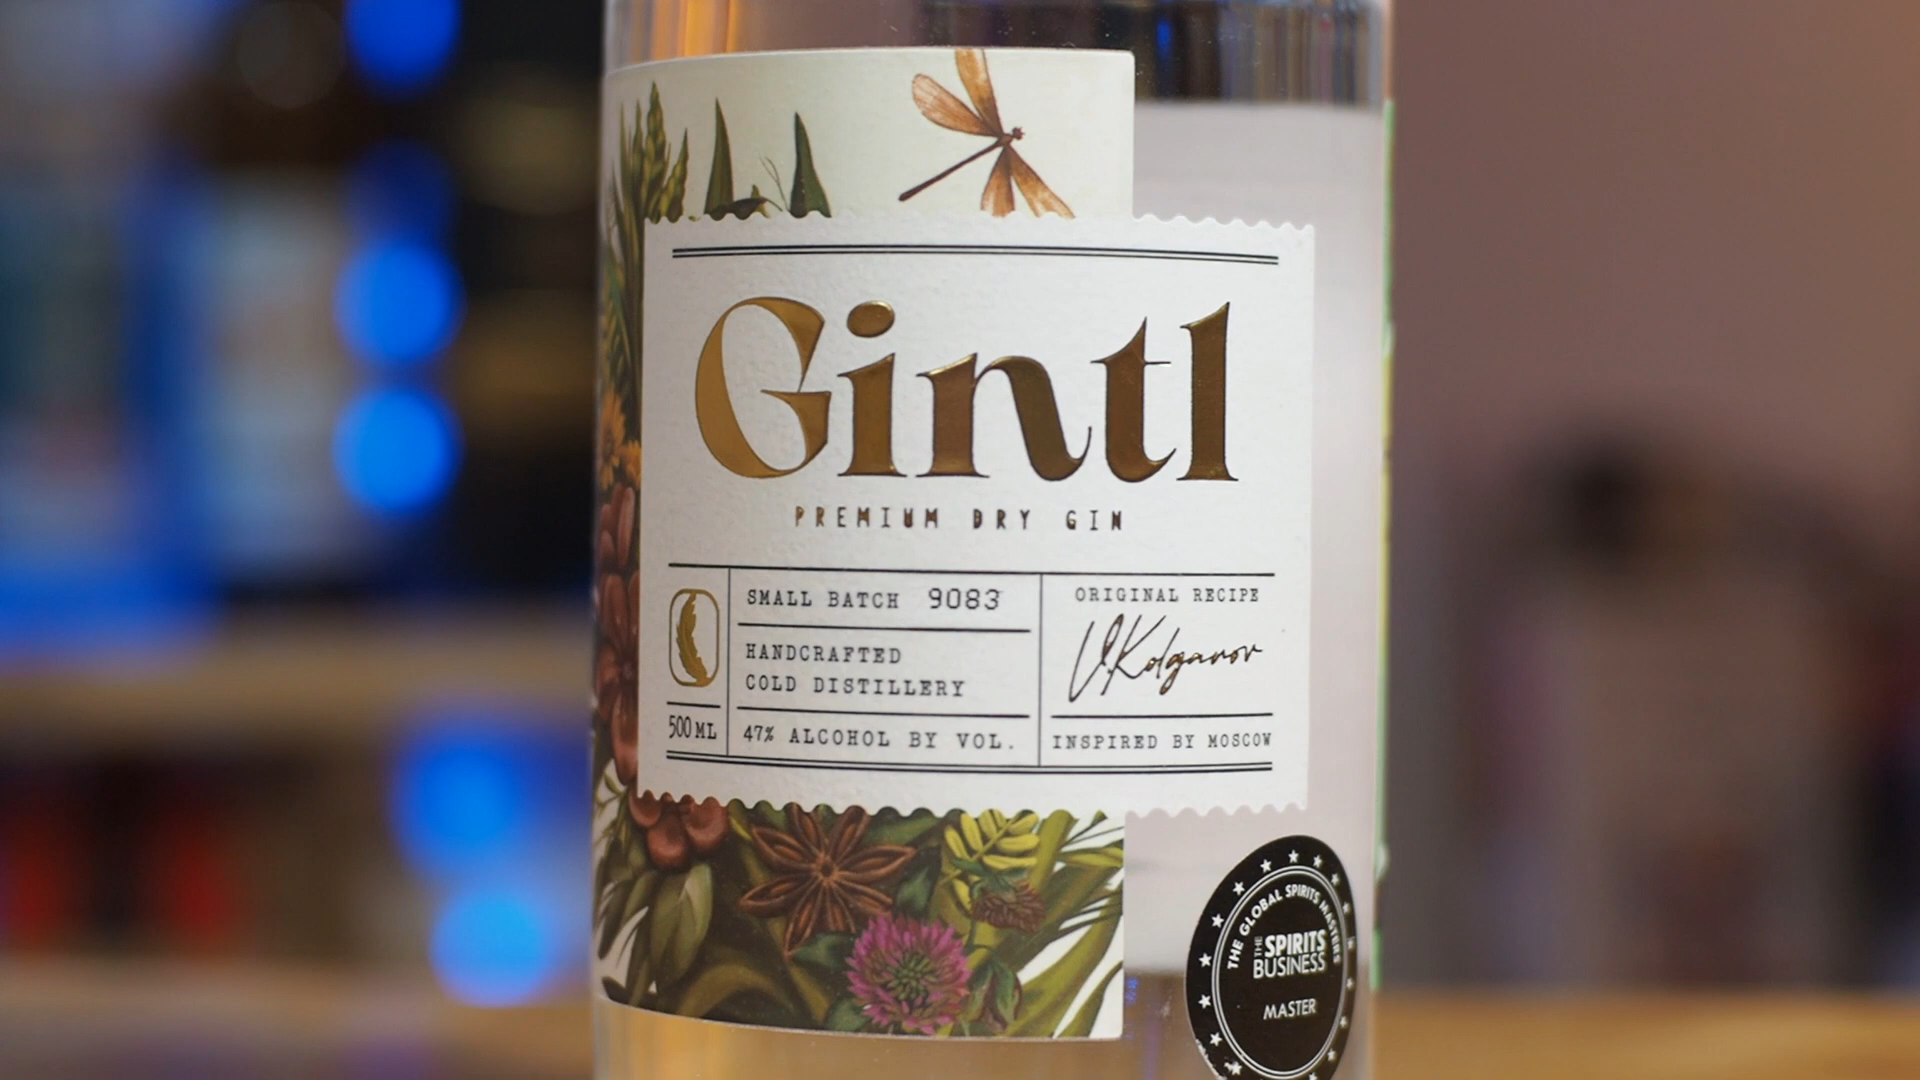 Gintl
PREMIUM DRY GIN
SMALL BATCH 9083
HANDCRAFTED
COLD DISTILLERY
500 ML
47% ALCOHOL BY VOL.
ORIGINAL RECIPE
V.Kolganov
INSPIRED BY MOSCOW
THE GLOBAL SPIRITS MASTERS
THE SPIRITS
BUSINESS
MASTER